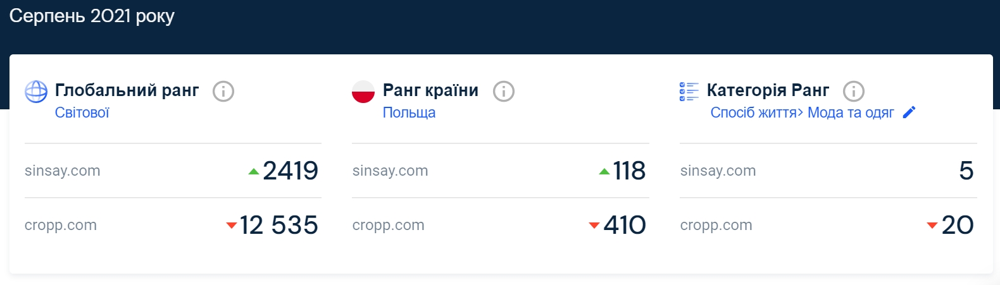 Серпень 2021 року
Глобальний ранг
Світової
sinsay.com 2419
cropp.com 12 535
Ранг країни
Польща
sinsay.com 118
cropp.com 410
Категорія Ранг
Спосіб життя> Мода та одяг
sinsay.com 5
cropp.com 20